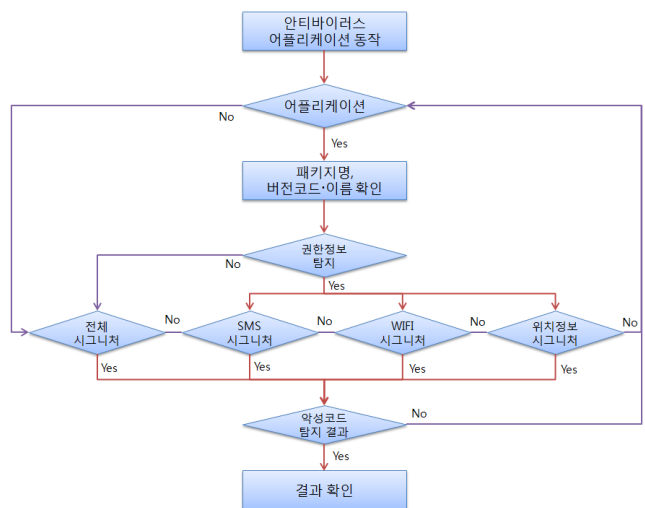 안티바이러스
어플리케이션 동작
어플리케이션
No
Yes
패키지명,
버전코드·이름 확인
권한정보
탐지
No
Yes
전체
시그니처
No
SMS
시그니처
No
WIFI
시그니처
No
위치정보
시그니처
No
Yes
Yes
Yes
Yes
악성코드
탐지 결과
No
Yes
결과 확인